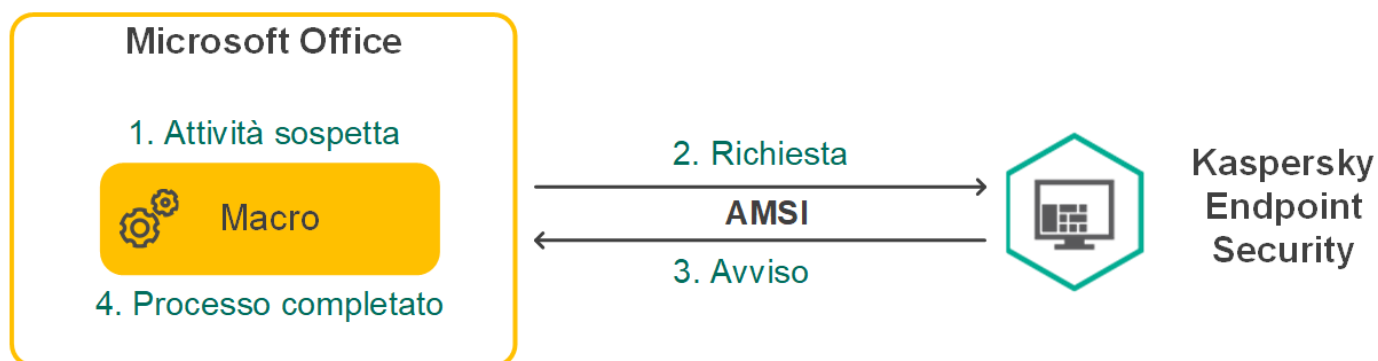 Microsoft Office
1. Attività sospetta
Macro
4. Processo completato
2. Richiesta
AMSI
3. Avviso
Kaspersky
Endpoint
Security